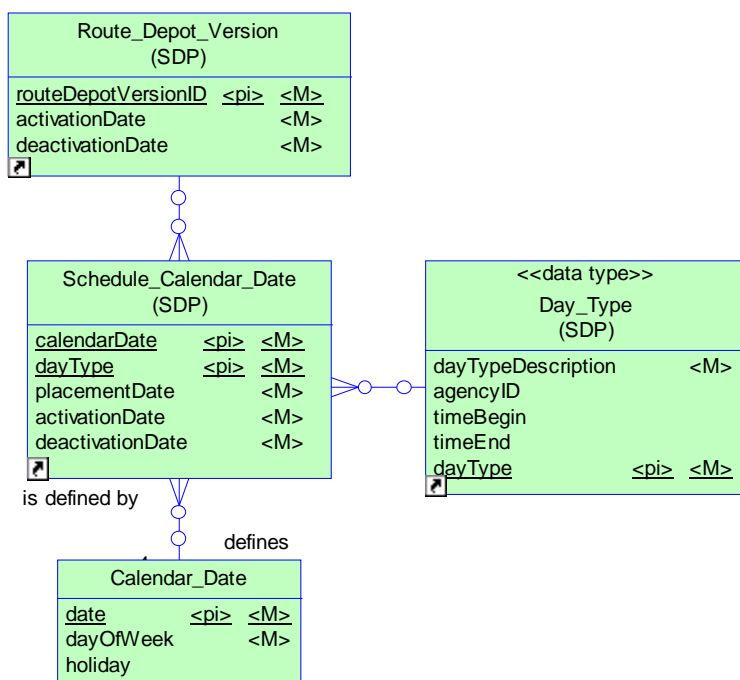 Route_Depot_Version
(SDP)
routeDepotVersionID <pi> <M>
activationDate <M>
deactivationDate <M>
Schedule_Calendar_Date
(SDP)
calendarDate <pi> <M>
dayType <pi> <M>
placementDate <M>
activationDate <M>
deactivationDate <M>
<<data type>>
Day_Type
(SDP)
dayTypeDescription <M>
agencyID
timeBegin
timeEnd
dayType <pi> <M>
is defined by
defines
Calendar_Date
date <pi> <M>
dayOfWeek <M>
holiday